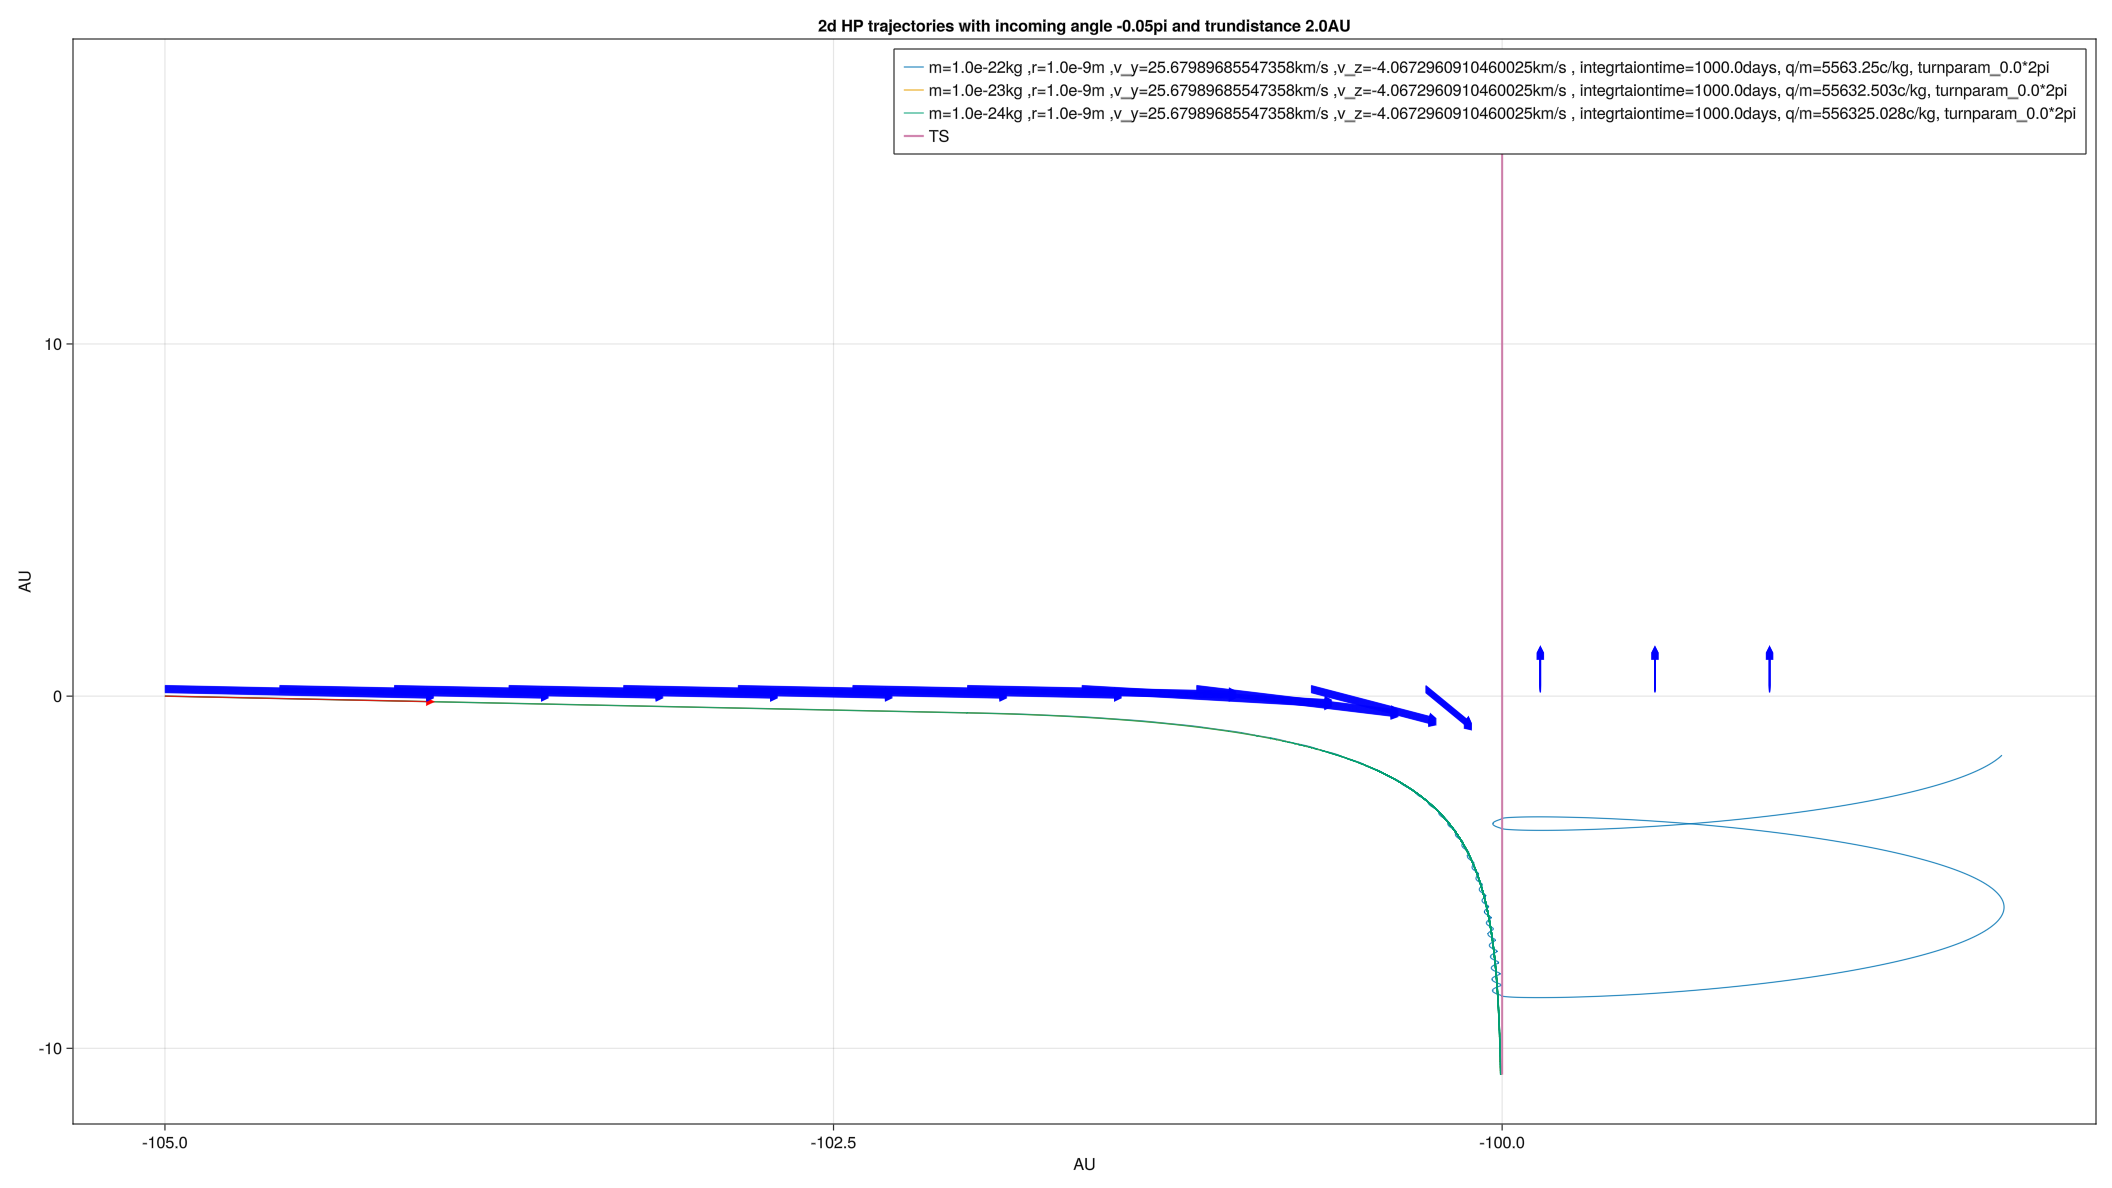 2d HP trajectories with incoming angle -0.05pi and trundistance 2.0AU
m=1.0e-22kg ,r=1.0e-9m ,v_y=25.67989685547358km/s ,v_z=-4.0672960910460025km/s , integrtaiontime=1000.0days, q/m=5563.25c/kg, turnparam_0.0*2pi
m=1.0e-23kg ,r=1.0e-9m ,v_y=25.67989685547358km/s ,v_z=-4.0672960910460025km/s , integrtaiontime=1000.0days, q/m=55632.503c/kg, turnparam_0.0*2pi
m=1.0e-24kg ,r=1.0e-9m ,v_y=25.67989685547358km/s ,v_z=-4.0672960910460025km/s , integrtaiontime=1000.0days, q/m=556325.028c/kg, turnparam_0.0*2pi
TS
10
0
-10
AU
-105.0
-102.5
-100.0
AU